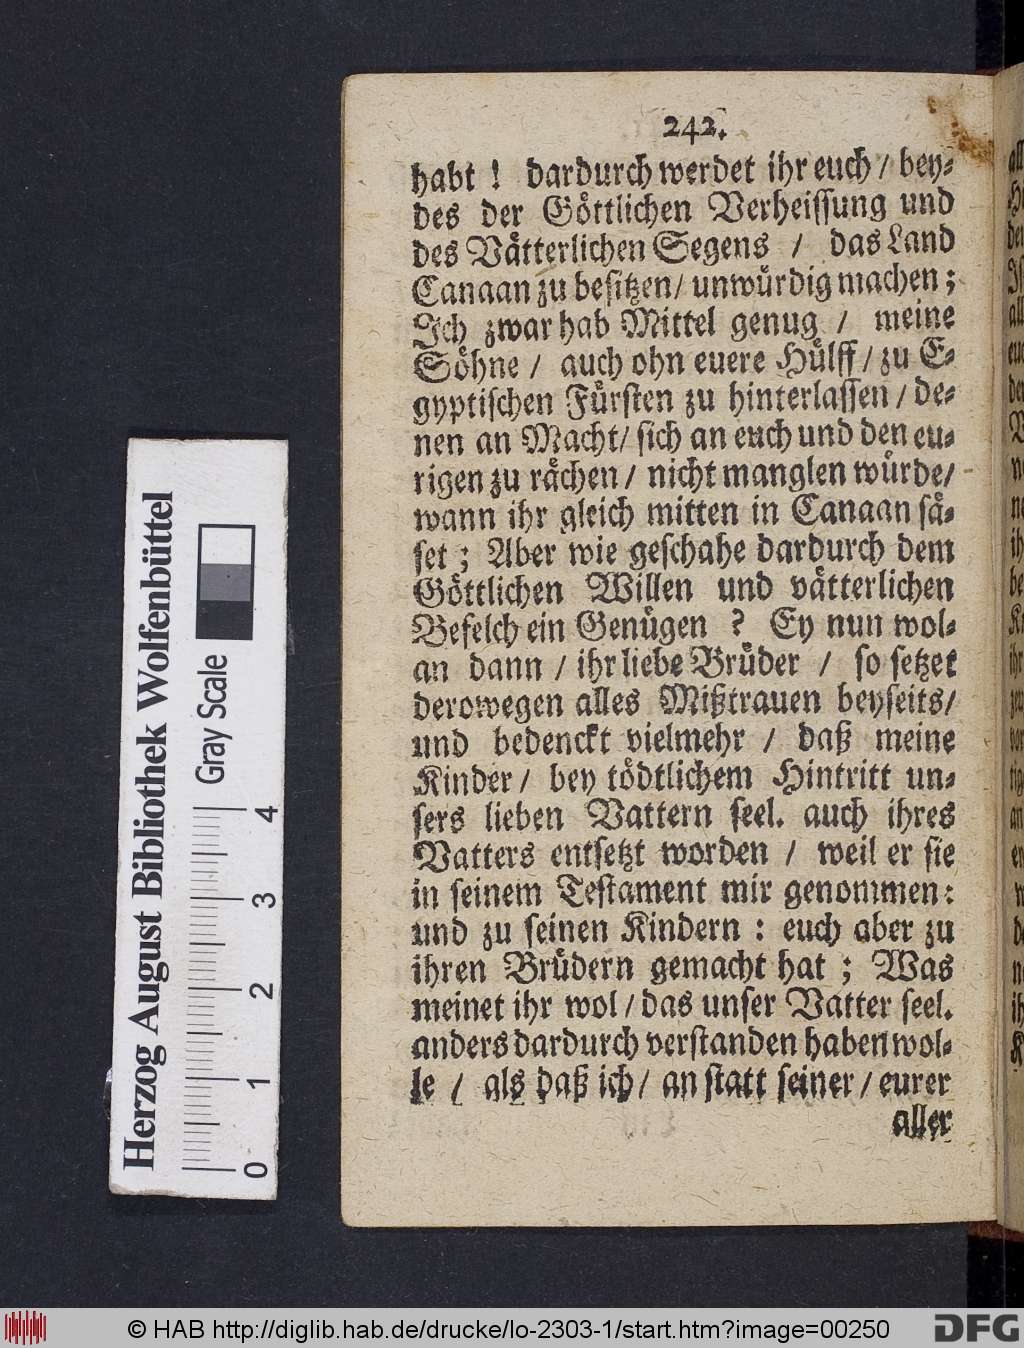 242.
habt ! dardurch werdet ihr euch / bey-
des der Göttlichen Verheissung und
des Vätterlichen Segens / das Land
Canaan zu besitzen / unwürdig machen ;
Ich zwar hab Mittel genug / meine
Söhne / auch ohn euere Hülff / zu E-
gyptischen Fürsten zu hinterlassen / de-
nen an Macht / sich an euch und den eu-
rigen zu rächen / nicht manglen würde /
wann ihr gleich mitten in Canaan sä-
set ; Aber wie geschahe dardurch dem
Göttlichen Willen und vätterlichen
Befelch ein Genügen ? Ey nun wol-
an dann / ihr liebe Brüder / so setzet
derowegen alles Mißtrauen beyseits /
und bedenckt vielmehr / daß meine
Kinder / bey tödtlichem Hintritt un-
sers lieben Vattern seel. auch ihres
Vatters entsetzt worden / weil er sie
in seinem Testament mir genommen :
und zu seinen Kindern : euch aber zu
ihren Brüdern gemacht hat ; Was
meinet ihr wol / das unser Vatter seel.
anders dardurch verstanden haben wol-
le / als daß ich / an statt seiner / eurer
aller
Herzog August Bibliothek Wolfenbüttel
Gray Scale
0 1 2 3 4
© HAB http://diglib.hab.de/drucke/lo-2303-1/start.htm?image=00250
DFG